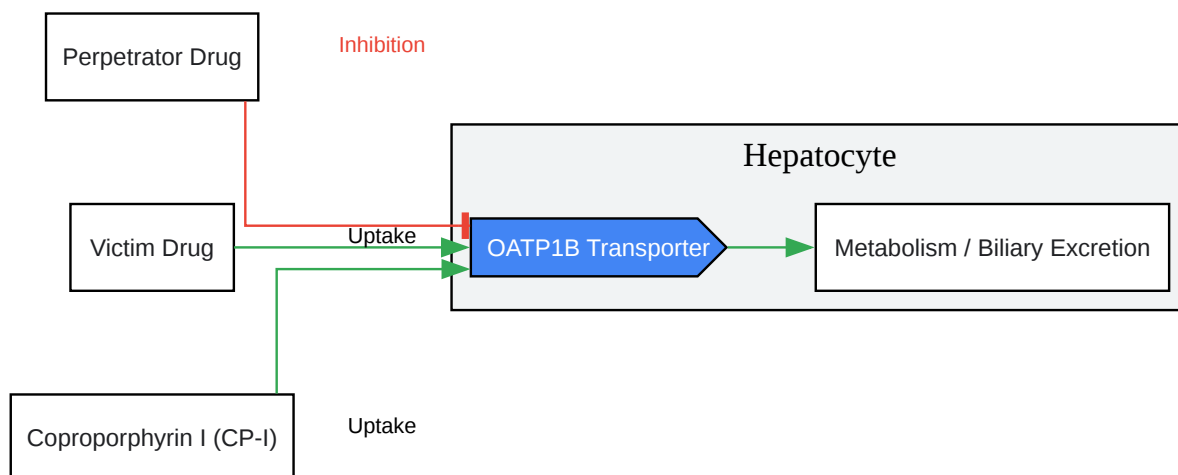 Perpetrator Drug
Inhibition
Hepatocyte
Victim Drug
Uptake
OATP1B Transporter
Metabolism / Biliary Excretion
Coproporphyrin I (CP-I)
Uptake